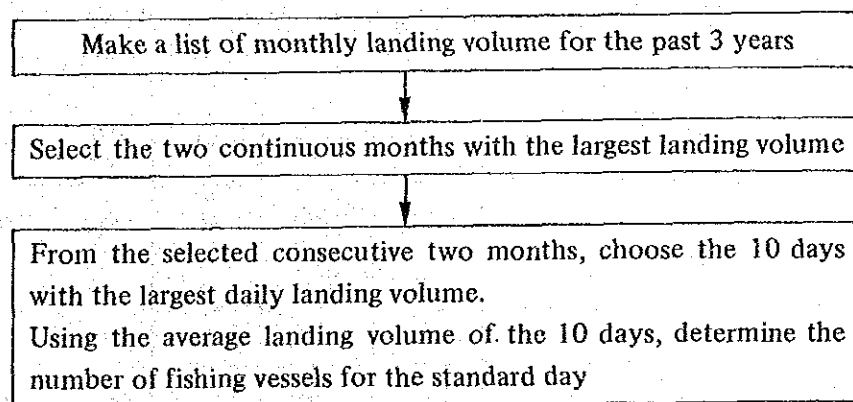 Make a list of monthly landing volume for the past 3 years
Select the two continuous months with the largest landing volume
From the selected consecutive two months, choose the 10 days
with the largest daily landing volume.
Using the average landing volume of. the 10 days, determine the
number of fishing vessels for the standard day